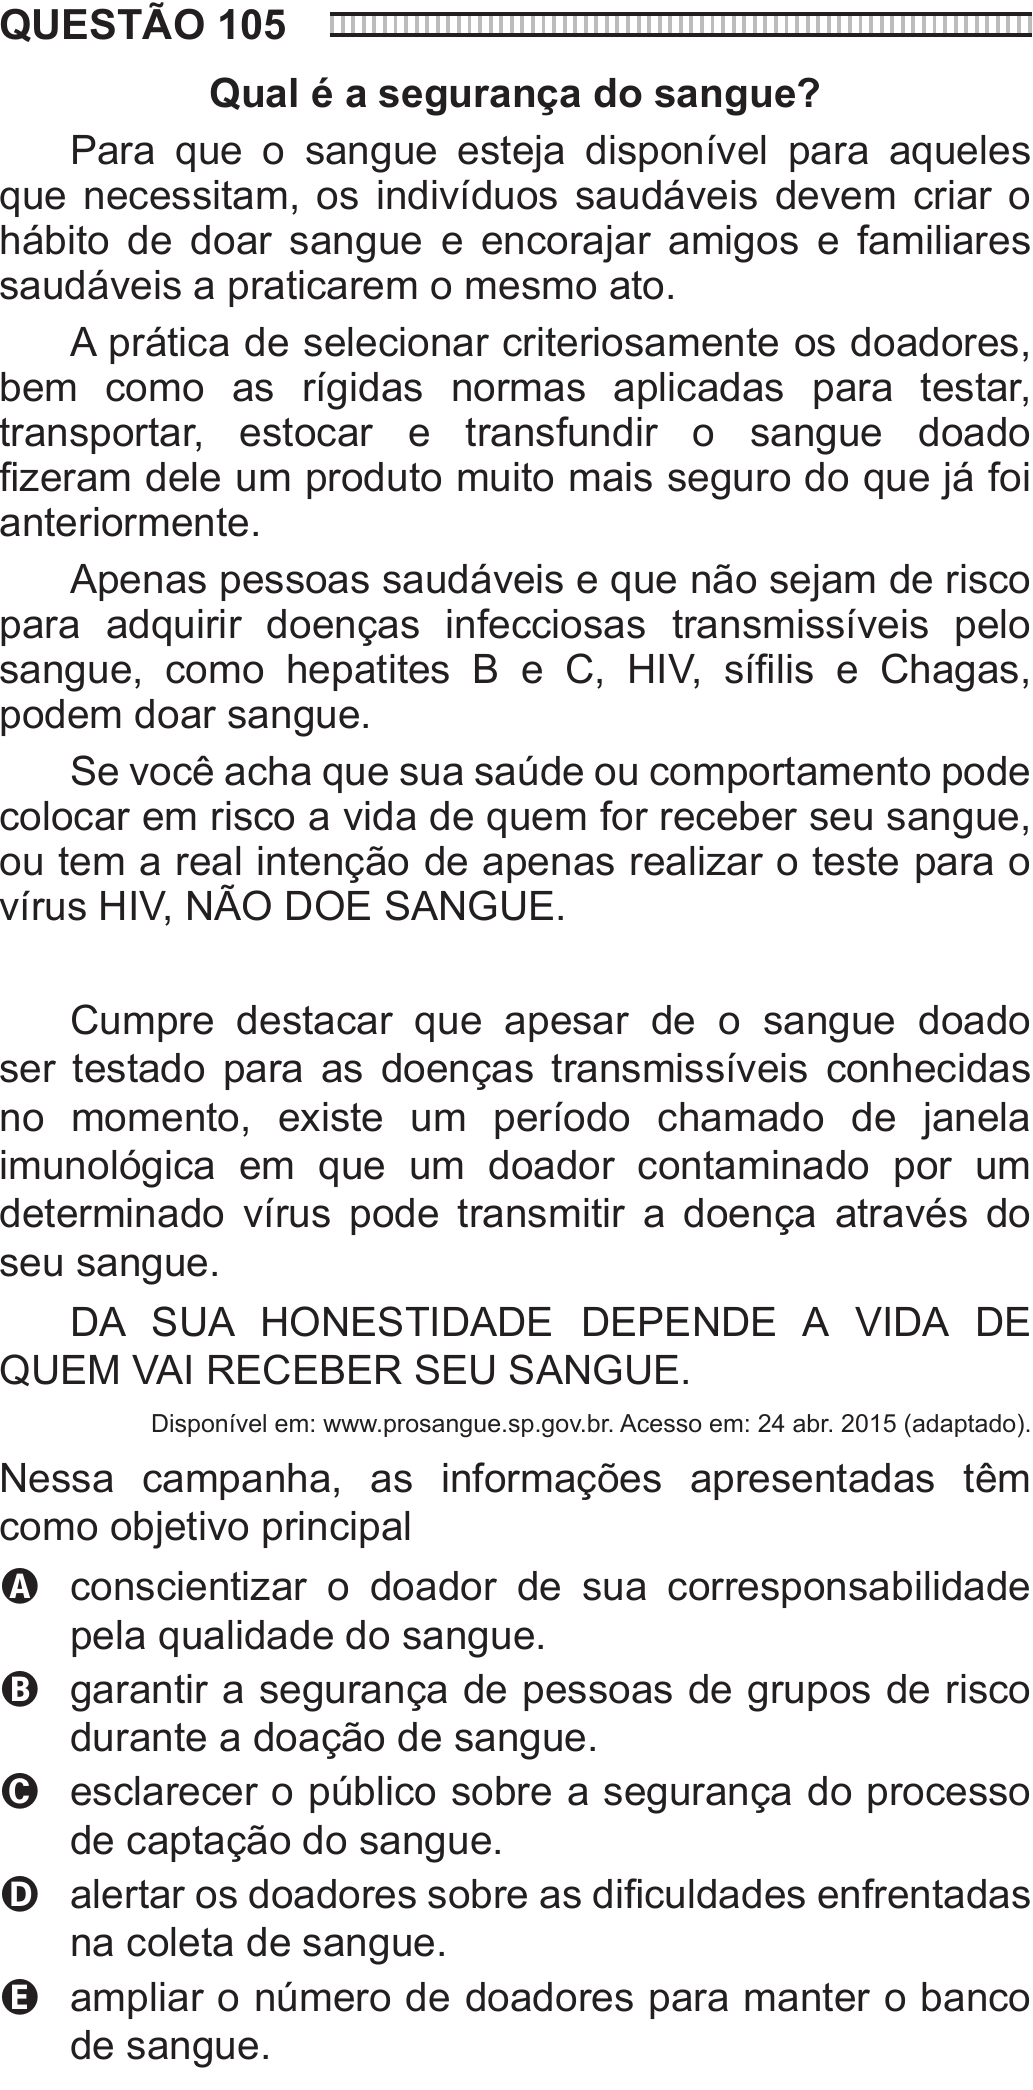 QUESTÃO 105
Qual é a segurança do sangue?
Para que o sangue esteja disponível para aqueles
que necessitam, os indivíduos saudáveis devem criar o
hábito de doar sangue e encorajar amigos e familiares
saudáveis a praticarem o mesmo ato.
A prática de selecionar criteriosamente os doadores,
bem como as rígidas normas aplicadas para testar,
transportar, estocar e transfundir o sangue doado
fizeram dele um produto muito mais seguro do que já foi
anteriormente.
Apenas pessoas saudáveis e que não sejam de risco
para adquirir doenças infecciosas transmissíveis pelo
sangue, como hepatites B e C, HIV, sífilis e Chagas,
podem doar sangue.
Se você acha que sua saúde ou comportamento pode
colocar em risco a vida de quem for receber seu sangue,
ou tem a real intenção de apenas realizar o teste para o
vírus HIV, NÃO DOE SANGUE.
Cumpre destacar que apesar de o sangue doado
ser testado para as doenças transmissíveis conhecidas
no momento, existe um período chamado de janela
imunológica em que um doador contaminado por um
determinado vírus pode transmitir a doença através do
seu sangue.
DA SUA HONESTIDADE DEPENDE A VIDA DE
QUEM VAI RECEBER SEU SANGUE.
Disponível em: www.prosangue.sp.gov.br. Acesso em: 24 abr. 2015 (adaptado).
Nessa campanha, as informações apresentadas têm
como objetivo principal
A conscientizar o doador de sua corresponsabilidade
pela qualidade do sangue.
B garantir a segurança de pessoas de grupos de risco
durante a doação de sangue.
C esclarecer o público sobre a segurança do processo
de captação do sangue.
D alertar os doadores sobre as dificuldades enfrentadas
na coleta de sangue.
E ampliar o número de doadores para manter o banco
de sangue.